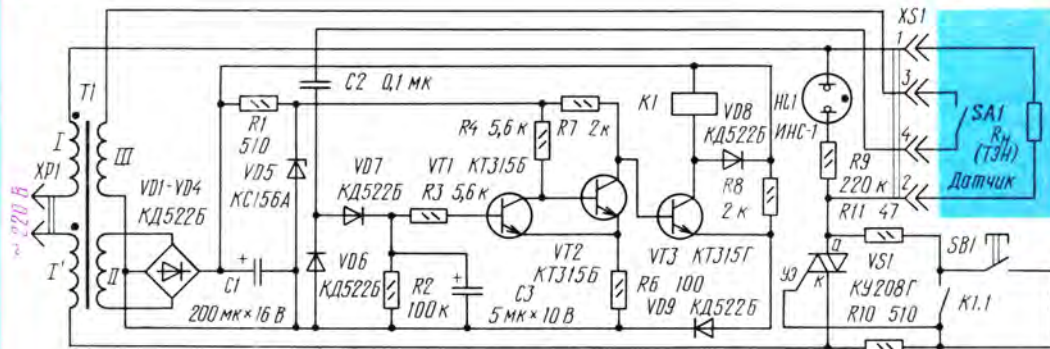 XS1
1
3
4
2
T1
I
III
I'
II
XP1
~ 220 В
VD1-VD4
КД522Б
C2 0,1 мк
R1
510
VD5
КС156А
VD7
КД522Б
VD6
КД522Б
+
C1
200 мк × 16 В
R4 5,6 к
VT1 КТ315Б
R3 5,6 к
R2
100 к
+
C3
5 мк × 10 В
R7 2к
VT2
КТ315Б
R6 100
K1
VD8
КД522Б
R8
2 к
VT3 КТ315Г
VD9 КД522Б
HL1
ИНС-1
R9
220 к
R11 47
УЭ
а
к
VS1
КУ208Г
R10 510
SB1
K1.1
SA1
Rн
(ТЭН)
Датчик